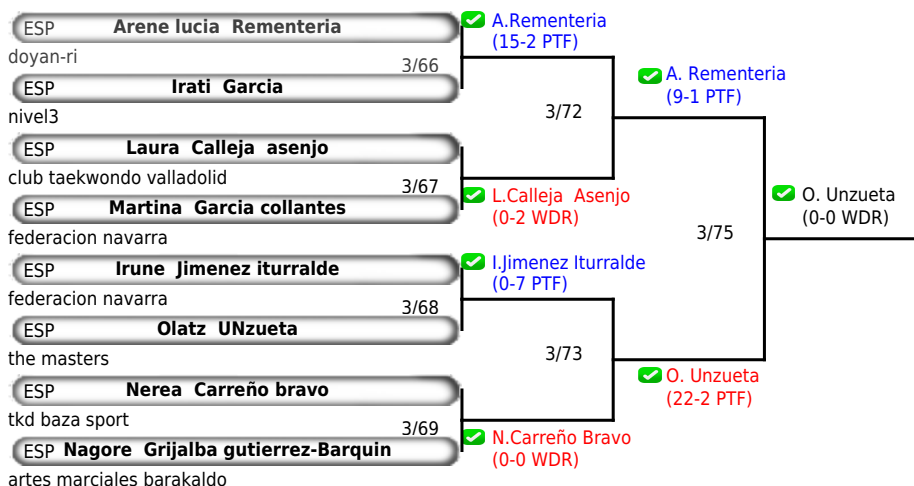 ESP Arene lucia Rementeria
doyan-ri
3/66
ESP Irati Garcia
nivel3
A.Rementeria
(15-2 PTF)
ESP Laura Calleja asenjo
club taekwondo valladolid
3/67
ESP Martina Garcia collantes
federacion navarra
L.Calleja Asenjo
(0-2 WDR)
3/72
A. Rementeria
(9-1 PTF)
ESP Irune Jimenez iturralde
federacion navarra
3/68
ESP Olatz UNzueta
the masters
I.Jimenez Iturralde
(0-7 PTF)
ESP Nerea Carreño bravo
tkd baza sport
3/69
ESP Nagore Grijalba gutierrez-Barquin
artes marciales barakaldo
N.Carreño Bravo
(0-0 WDR)
3/73
O. Unzueta
(22-2 PTF)
3/75
O. Unzueta
(0-0 WDR)